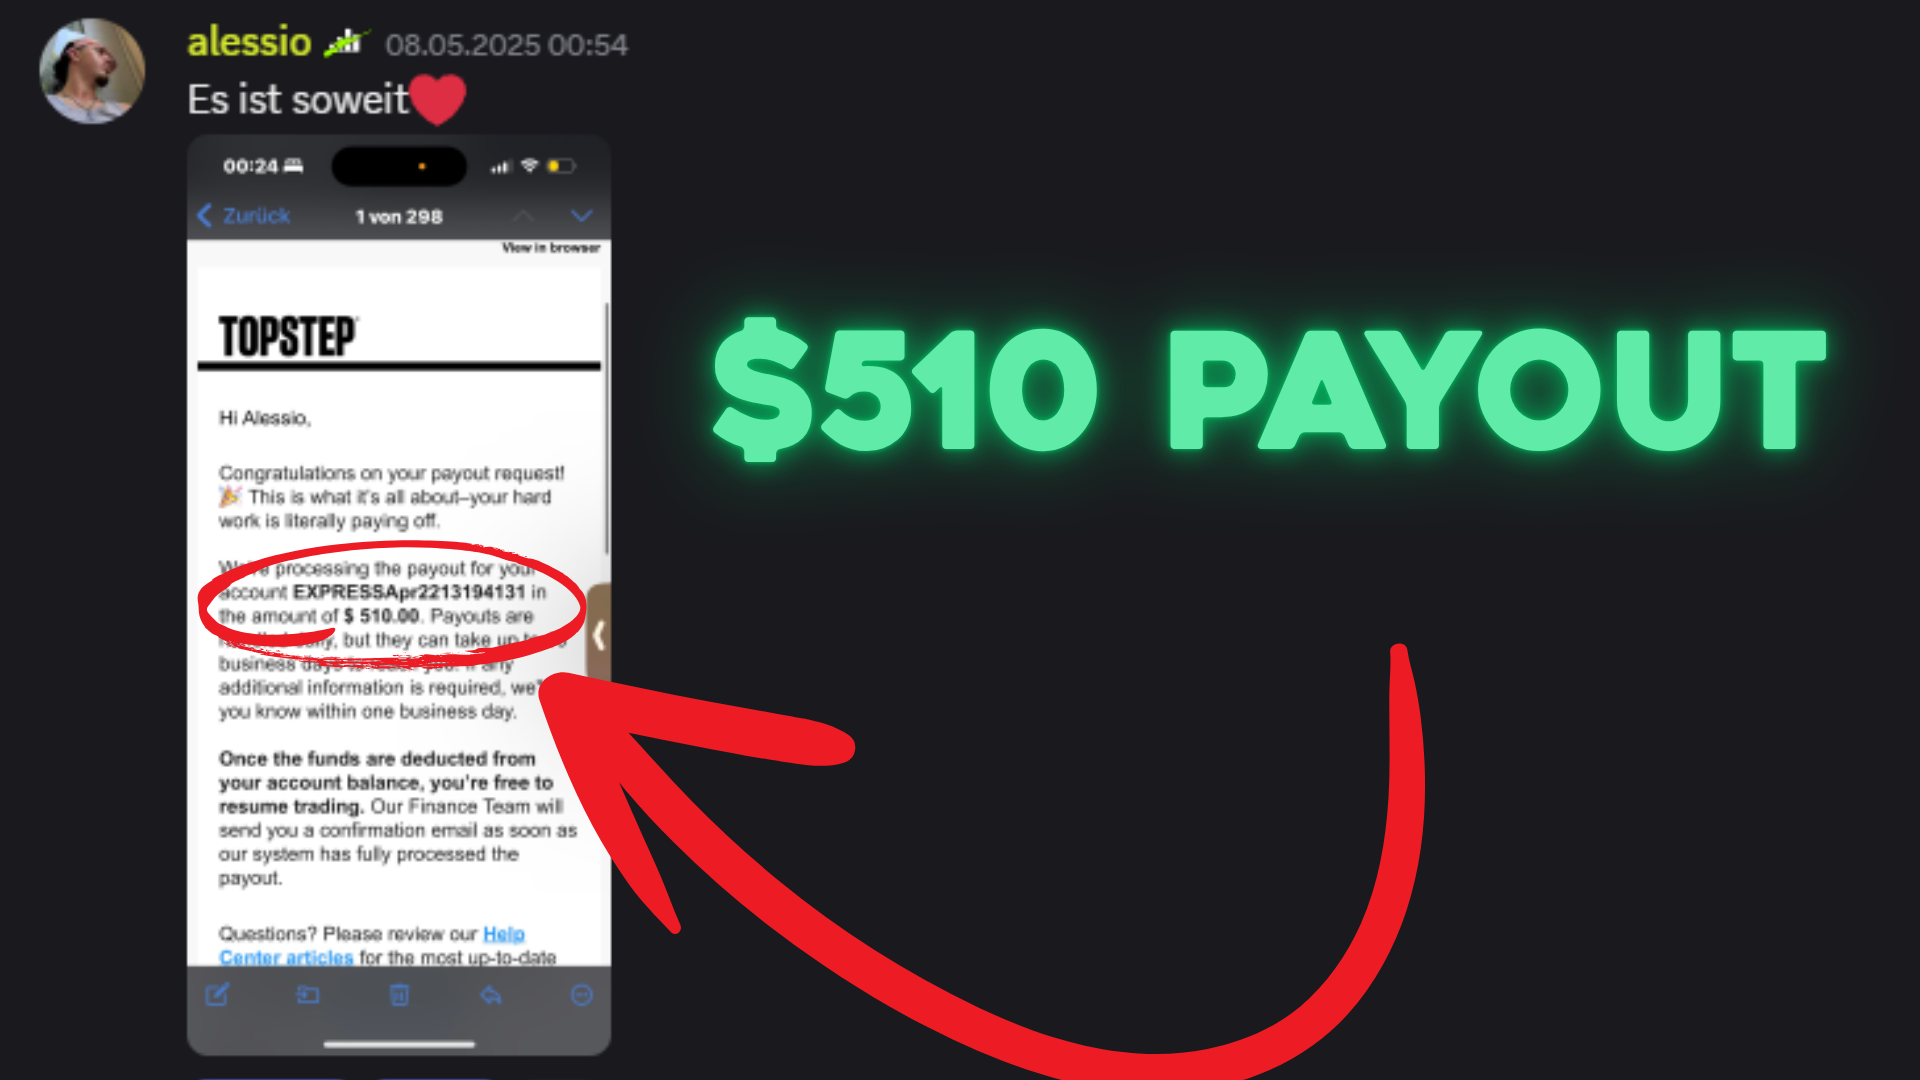 alessio 08.05.2025 00:54
Es ist soweit❤️
00:24
Zurück 1 von 298
View in browser
TOPSTEP
Hi Alessio,
Congratulations on your payout request!
🎉 This is what it's all about–your hard
work is literally paying off.
We're processing the payout for your
account EXPRESSApr2213194131 in
the amount of $ 510.00. Payouts are
but they can take up
business days
additional information is required,
you know within one business day.
Once the funds are deducted from
your account balance, you're free to
resume trading. Our Finance Team will
send you a confirmation email as soon as
our system has fully processed the
payout.
Questions? Please review our Help
Center articles for the most up-to-date
$510 PAYOUT